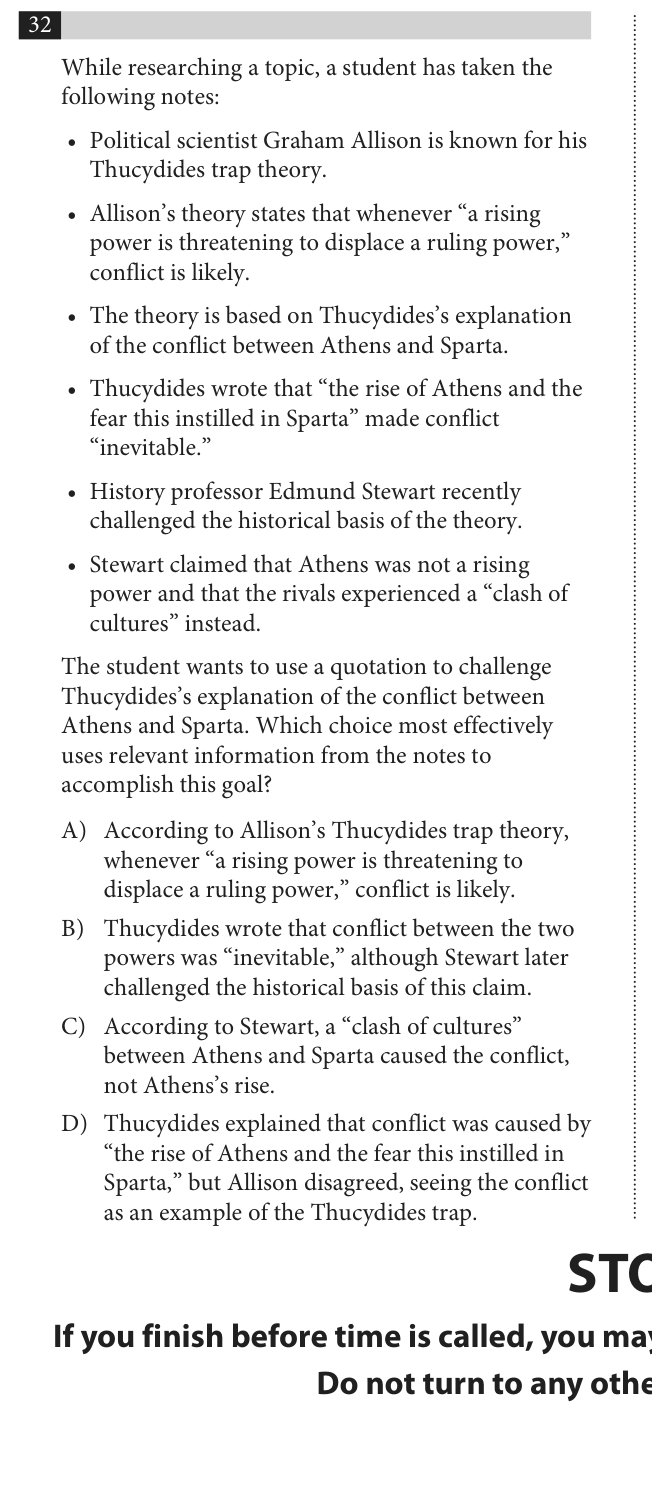 32
While researching a topic, a student has taken the
following notes:
• Political scientist Graham Allison is known for his
Thucydides trap theory.
• Allison’s theory states that whenever “a rising
power is threatening to displace a ruling power,”
conflict is likely.
• The theory is based on Thucydides’s explanation
of the conflict between Athens and Sparta.
• Thucydides wrote that “the rise of Athens and the
fear this instilled in Sparta” made conflict
“inevitable.”
• History professor Edmund Stewart recently
challenged the historical basis of the theory.
• Stewart claimed that Athens was not a rising
power and that the rivals experienced a “clash of
cultures” instead.
The student wants to use a quotation to challenge
Thucydides’s explanation of the conflict between
Athens and Sparta. Which choice most effectively
uses relevant information from the notes to
accomplish this goal?
A) According to Allison’s Thucydides trap theory,
whenever “a rising power is threatening to
displace a ruling power,” conflict is likely.
B) Thucydides wrote that conflict between the two
powers was “inevitable,” although Stewart later
challenged the historical basis of this claim.
C) According to Stewart, a “clash of cultures”
between Athens and Sparta caused the conflict,
not Athens’s rise.
D) Thucydides explained that conflict was caused by
“the rise of Athens and the fear this instilled in
Sparta,” but Allison disagreed, seeing the conflict
as an example of the Thucydides trap.
STO
If you finish before time is called, you may
Do not turn to any othe